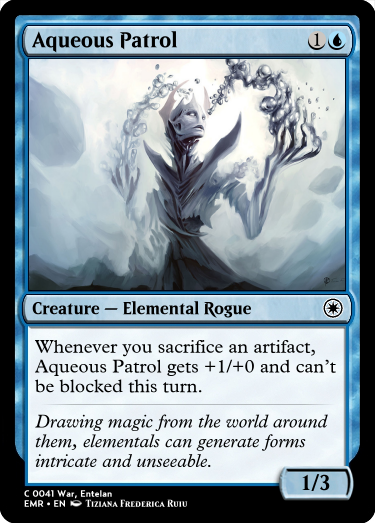 Aqueous Patrol 1
Creature — Elemental Rogue
Whenever you sacrifice an artifact,
Aqueous Patrol gets +1/+0 and can't
be blocked this turn.
Drawing magic from the world around
them, elementals can generate forms
intricate and unseeable.
1/3
C 0041 War, Entelan
EMR • EN Tiziana Frederica Ruiu